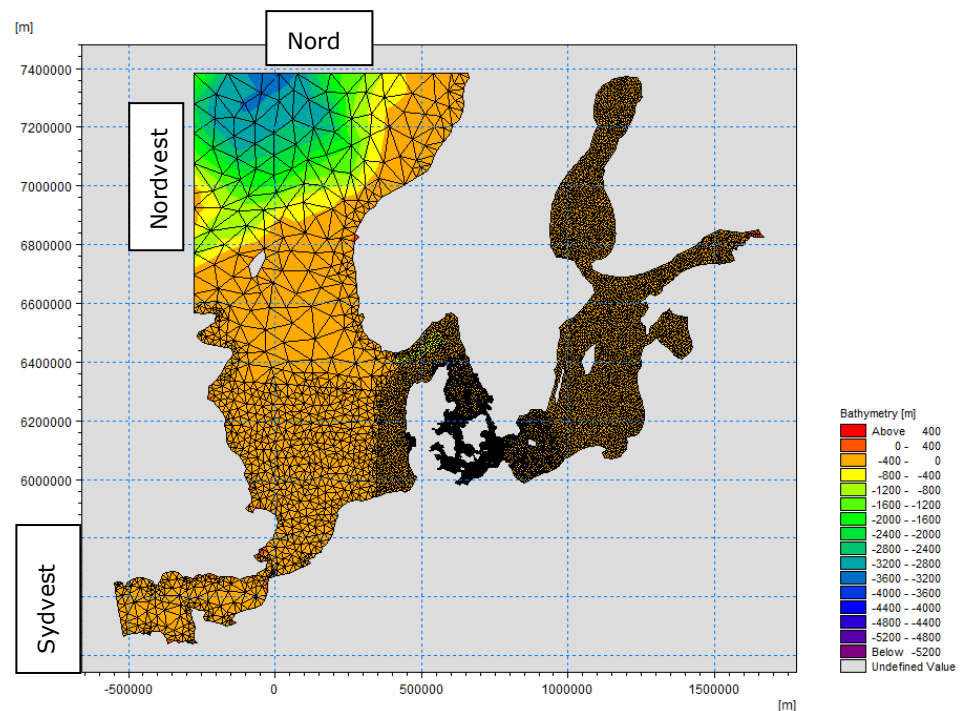 [m]
Nord
7400000
7200000
Nordvest
7000000
6800000
6600000
6400000
6200000
6000000
Sydvest
-500000
0
500000
1000000
1500000
[m]
Bathymetry [m]
Above 400
0 - 400
-400 - 0
-800 - -400
-1200 - -800
-1600 - -1200
-2000 - -1600
-2400 - -2000
-2800 - -2400
-3200 - -2800
-3600 - -3200
-4000 - -3600
-4400 - -4000
-4800 - -4400
-5200 - -4800
Below -5200
Undefined Value